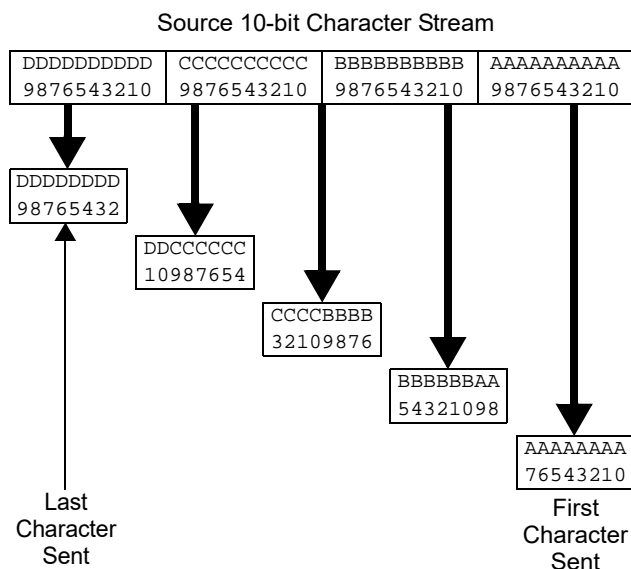 Source 10-bit Character Stream
DDDDDDDDDD CCCCCCCCCC BBBBBBBBBB AAAAAAAAAA
9876543210 9876543210 9876543210 9876543210
DDDDDDDD
98765432
DDCCCCCC
10987654
CCCCBBBB
32109876
BBBBBBAA
54321098
AAAAAAAA
76543210
Last
Character
Sent
First
Character
Sent